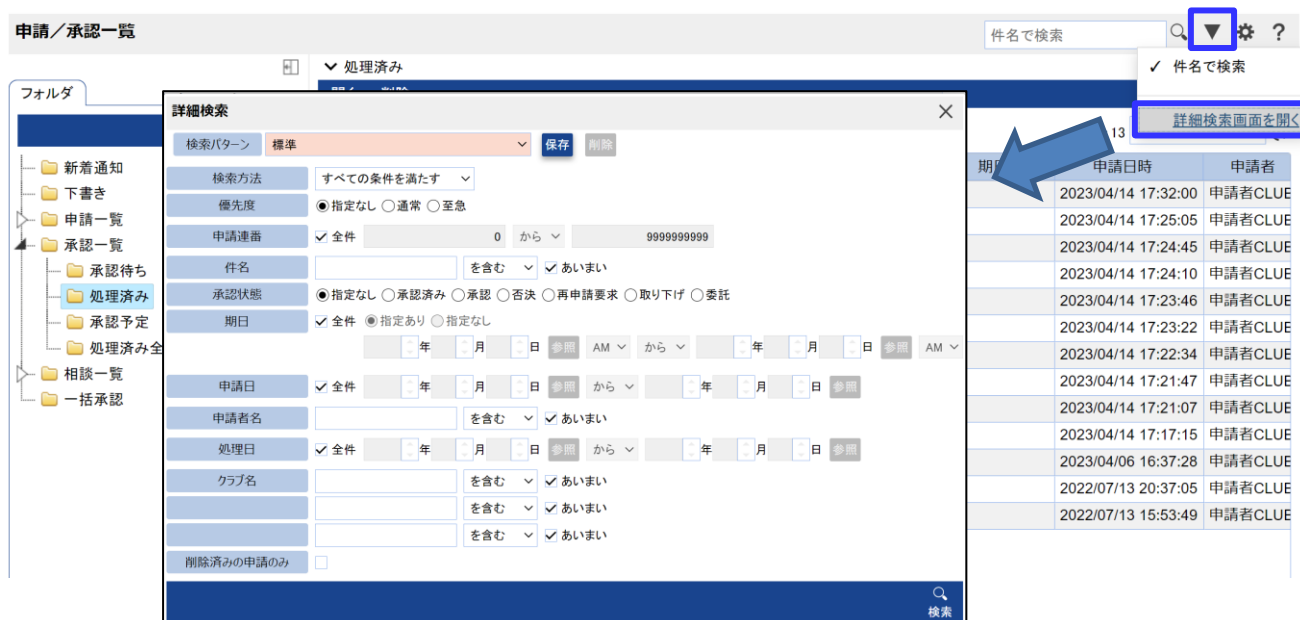 申請／承認一覧
件名で検索
?
✓ 件名で検索
詳細検索画面を開く
処理済み
フォルダ
新着通知
下書き
申請一覧
承認一覧
承認待ち
処理済み
承認予定
処理済み全
相談一覧
一括承認
詳細検索
検索パターン 標準 保存 削除
検索方法 すべての条件を満たす
優先度 指定なし 通常 至急
申請連番 全件 0 から 9999999999
件名 を含む あいまい
承認状態 指定なし 承認済み 承認 否決 再申請要求 取り下げ 委託
期日 全件 指定あり 指定なし
年 月 日 参照 AM から 年 月 日 参照 AM
申請日 全件 年 月 日 参照 から 年 月 日 参照
申請者名 を含む あいまい
処理日 全件 年 月 日 参照 から 年 月 日 参照
クラブ名 を含む あいまい
を含む あいまい
を含む あいまい
削除済みの申請のみ
検索
13
申請日時 申請者
2023/04/14 17:32:00 申請者CLUB
2023/04/14 17:25:05 申請者CLUB
2023/04/14 17:24:45 申請者CLUB
2023/04/14 17:24:10 申請者CLUB
2023/04/14 17:23:46 申請者CLUB
2023/04/14 17:23:22 申請者CLUB
2023/04/14 17:22:34 申請者CLUB
2023/04/14 17:21:47 申請者CLUB
2023/04/14 17:21:07 申請者CLUB
2023/04/14 17:17:15 申請者CLUB
2023/04/06 16:37:28 申請者CLUB
2022/07/13 20:37:05 申請者CLUB
2022/07/13 15:53:49 申請者CLUB